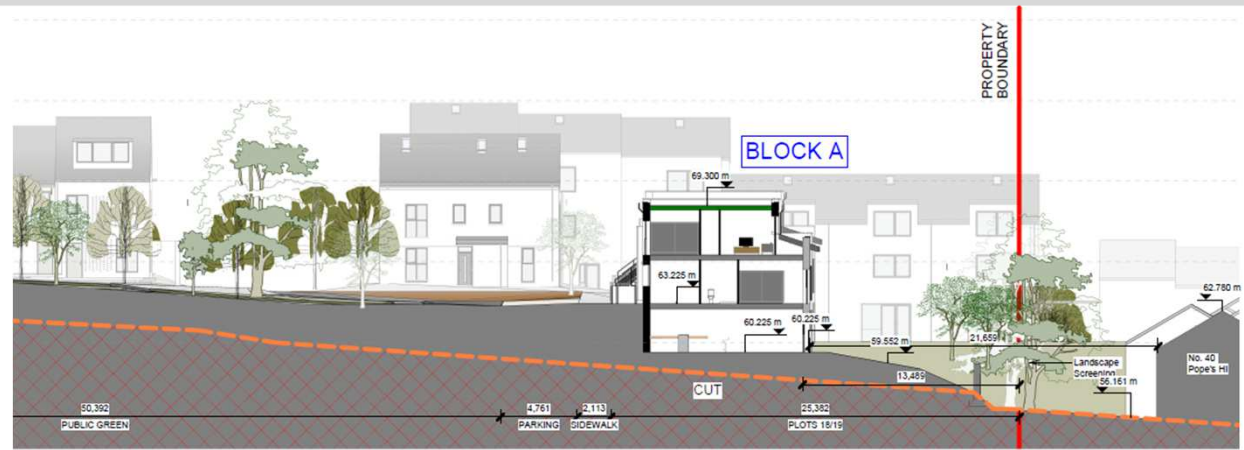 PROPERTY
BOUNDARY
BLOCK A
69.300 m
63.225 m
62.780 m
60.225 m
60.225 m
59.552 m
21,659
No. 40
Pope's Hil
Landscape
Screening
13,489
56.161 m
CUT
50,392
PUBLIC GREEN
4,761
PARKING
2,113
SIDEWALK
25,382
PLOTS 18/19